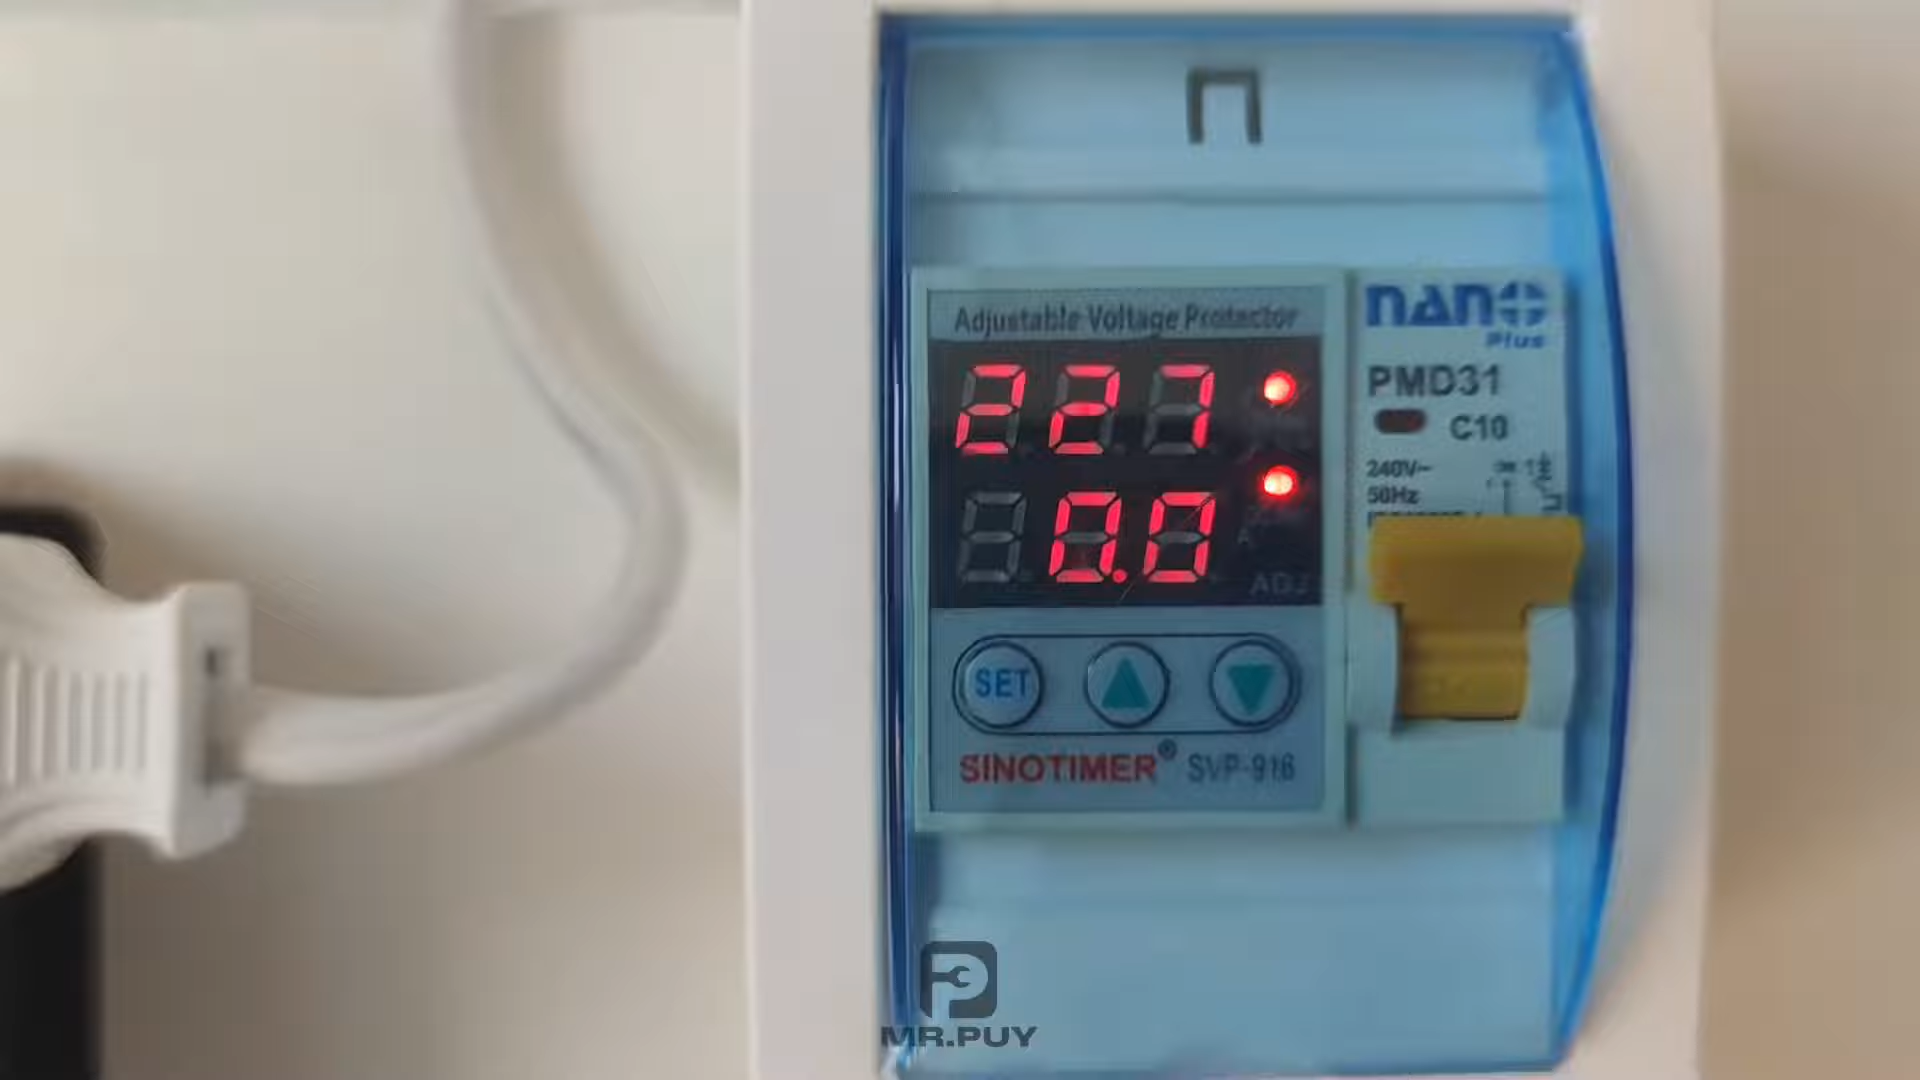 Adjustable Voltage Protector
227
0.0
A
ADJ
SET
SINOTIMER® SVP-916
nano
Plus
PMD31
C10
240V~
50Hz
MR.PUY